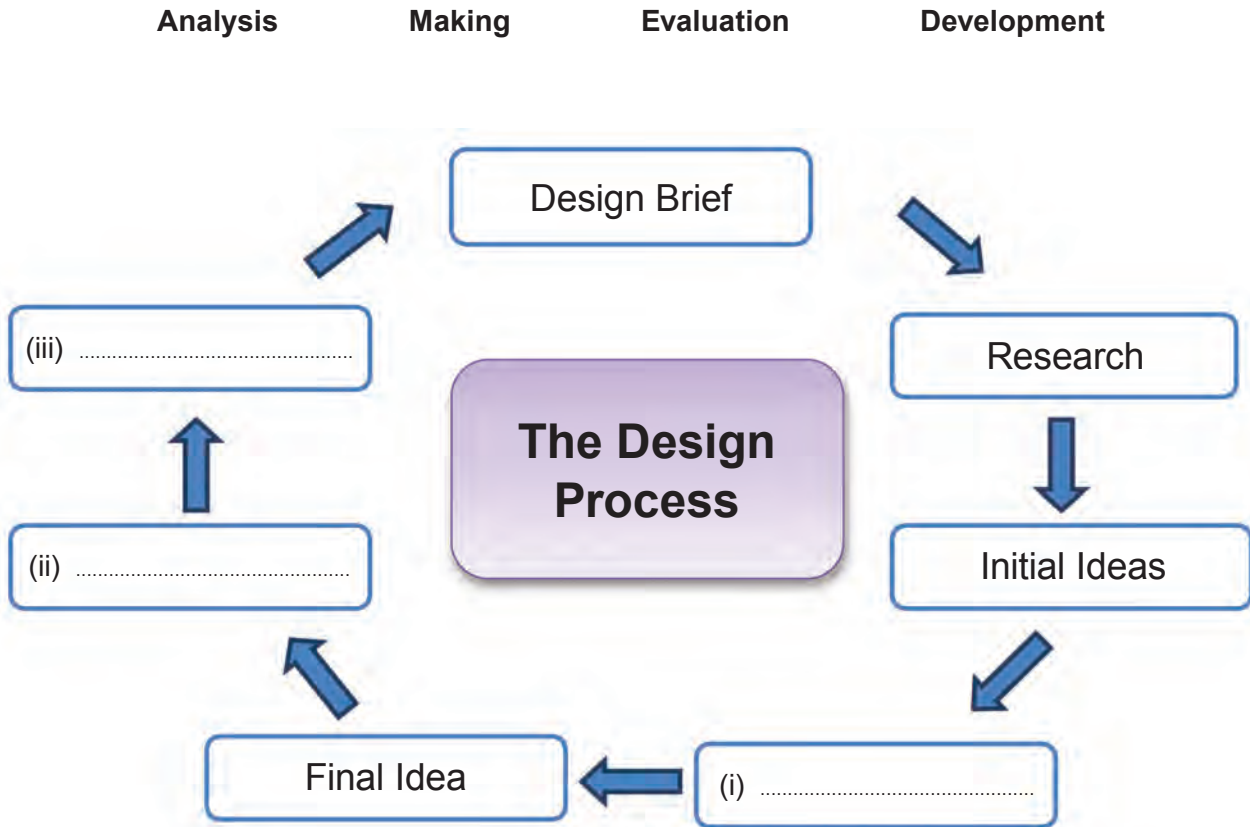 Analysis Making Evaluation Development
Design Brief
(iii) ..................................................
Research
The Design
Process
(ii) ..................................................
Initial Ideas
Final Idea
(i) ..................................................